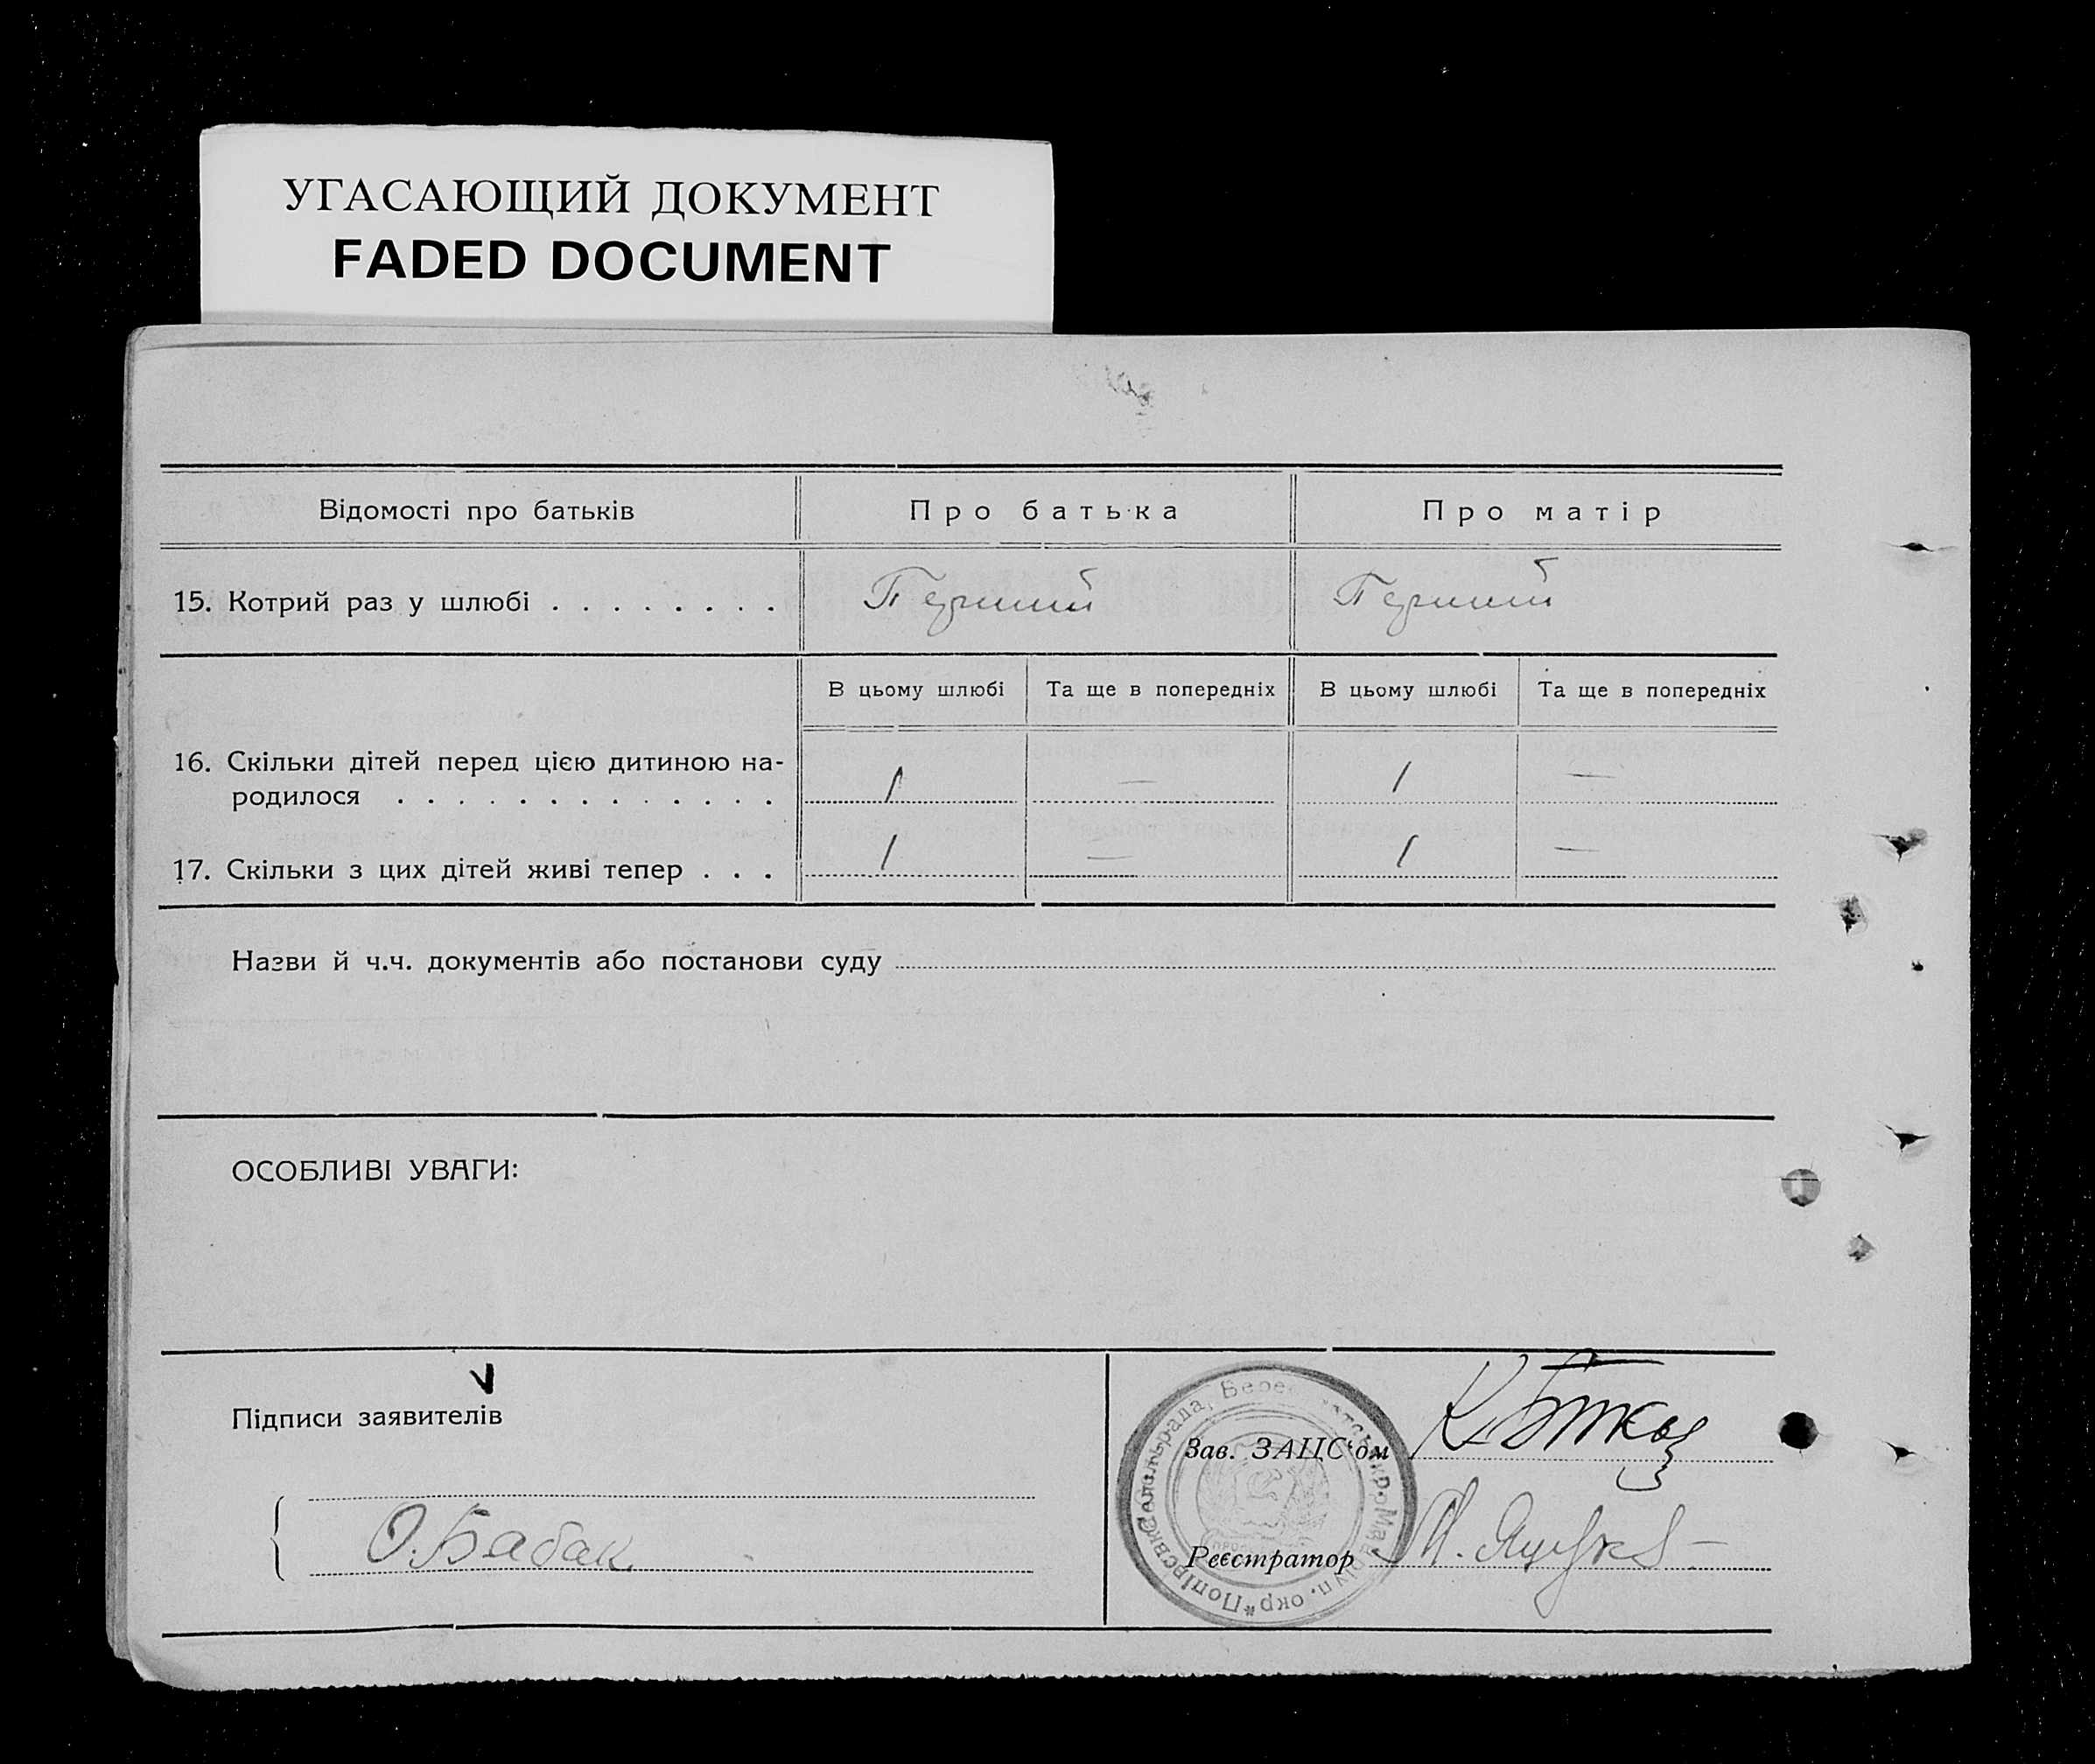 УГАСАЮЩИЙ ДОКУМЕНТ
FADED DOCUMENT
Відомості про батьків
Про батька
Про матір
15. Котрий раз у шлюбі . . . . . . . .
Перший
Перший
В цьому шлюбі
Та ще в попередніх
В цьому шлюбі
Та ще в попередніх
16. Скільки дітей перед цією дитиною на-
родилося . . . . . . . . . . . . .
1 — 1 —
17. Скільки з цих дітей живі тепер . . .
1 — 1 —
Назви й ч.ч. документів або постанови суду
ОСОБЛИВІ УВАГИ:
Підписи заявителів
О. Бабак
Зав. ЗАЦС'ом
Реєстратор